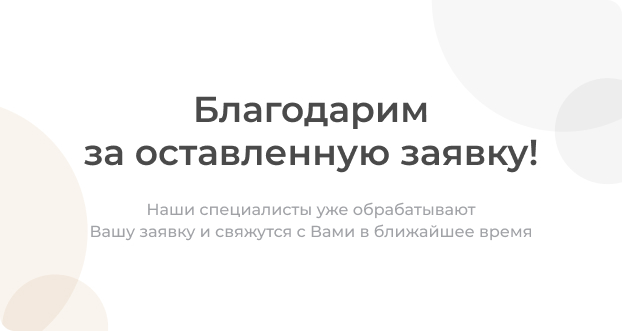 Благодарим
за оставленную заявку!
Наши специалисты уже обрабатывают
Вашу заявку и свяжутся с Вами в ближайшее время